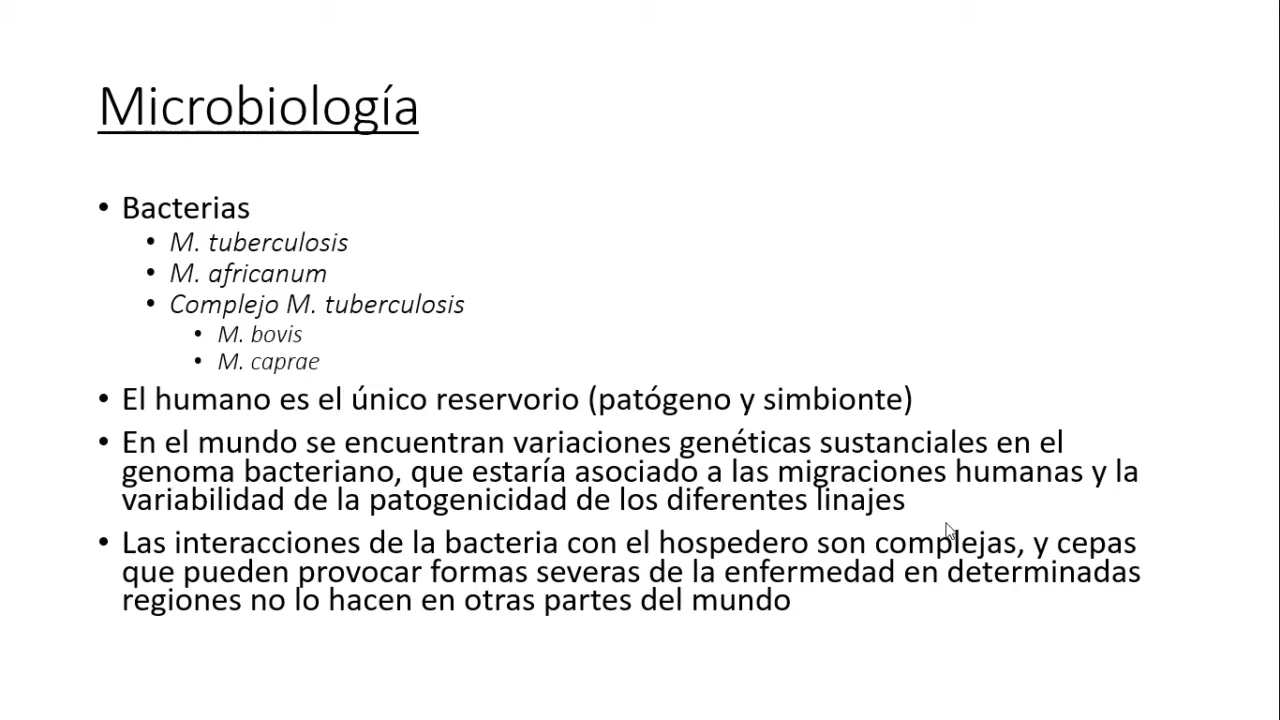 Microbiología
• Bacterias
• M. tuberculosis
• M. africanum
• Complejo M. tuberculosis
• M. bovis
• M. caprae
• El humano es el único reservorio (patógeno y simbionte)
• En el mundo se encuentran variaciones genéticas sustanciales en el
genoma bacteriano, que estaría asociado a las migraciones humanas y la
variabilidad de la patogenicidad de los diferentes linajes
• Las interacciones de la bacteria con el hospedero son complejas, y cepas
que pueden provocar formas severas de la enfermedad en determinadas
regiones no lo hacen en otras partes del mundo